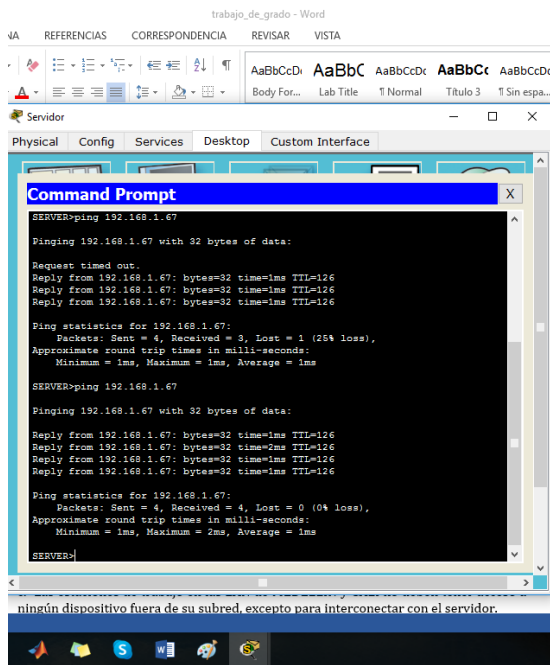 trabajo_de_grado - Word
REFERENCIAS CORRESPONDENCIA REVISAR VISTA
AaBbCcDc AaBbC AaBbCcDc AaBbCc AaBbCcDc
Body For... Lab Title ¶ Normal Título 3 ¶ Sin espa...
Servidor
Physical Config Services Desktop Custom Interface
Command Prompt X
SERVER>ping 192.168.1.67
Pinging 192.168.1.67 with 32 bytes of data:
Request timed out.
Reply from 192.168.1.67: bytes=32 time=1ms TTL=126
Reply from 192.168.1.67: bytes=32 time=1ms TTL=126
Reply from 192.168.1.67: bytes=32 time=1ms TTL=126
Ping statistics for 192.168.1.67:
Packets: Sent = 4, Received = 3, Lost = 1 (25% loss),
Approximate round trip times in milli-seconds:
Minimum = 1ms, Maximum = 1ms, Average = 1ms
SERVER>ping 192.168.1.67
Pinging 192.168.1.67 with 32 bytes of data:
Reply from 192.168.1.67: bytes=32 time=1ms TTL=126
Reply from 192.168.1.67: bytes=32 time=2ms TTL=126
Reply from 192.168.1.67: bytes=32 time=1ms TTL=126
Reply from 192.168.1.67: bytes=32 time=1ms TTL=126
Ping statistics for 192.168.1.67:
Packets: Sent = 4, Received = 4, Lost = 0 (0% loss),
Approximate round trip times in milli-seconds:
Minimum = 1ms, Maximum = 2ms, Average = 1ms
SERVER>
ningún dispositivo fuera de su subred, excepto para interconectar con el servidor.